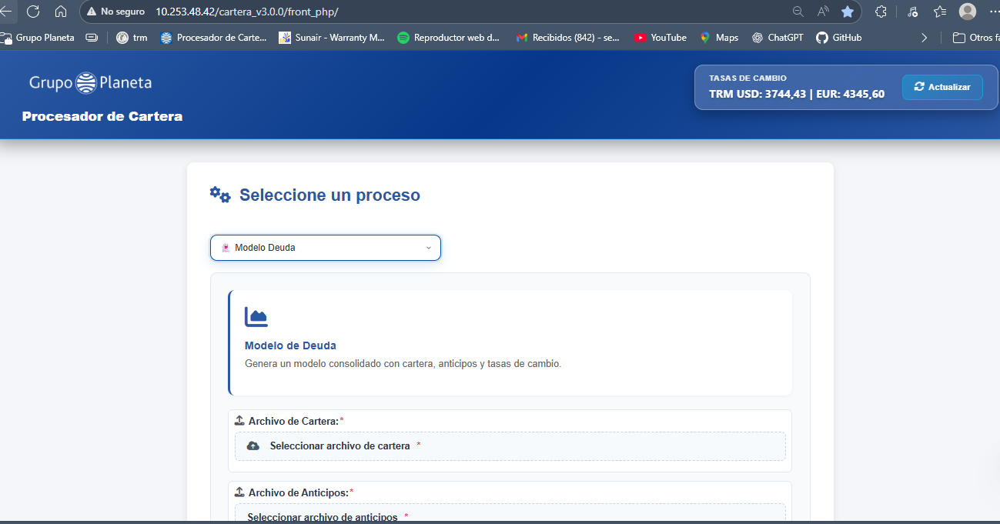 No seguro 10.253.48.42/cartera_v3.0.0/front_php/
Grupo Planeta trm Procesador de Carte... Sunair - Warranty M... Reproductor web d... Recibidos (842) - se... YouTube Maps ChatGPT GitHub Otros fa
Grupo Planeta
Procesador de Cartera
TASAS DE CAMBIO
TRM USD: 3744,43 | EUR: 4345,60
Actualizar
Seleccione un proceso
Modelo Deuda
Modelo de Deuda
Genera un modelo consolidado con cartera, anticipos y tasas de cambio.
Archivo de Cartera:*
Seleccionar archivo de cartera *
Archivo de Anticipos:*
Seleccionar archivo de anticipos *